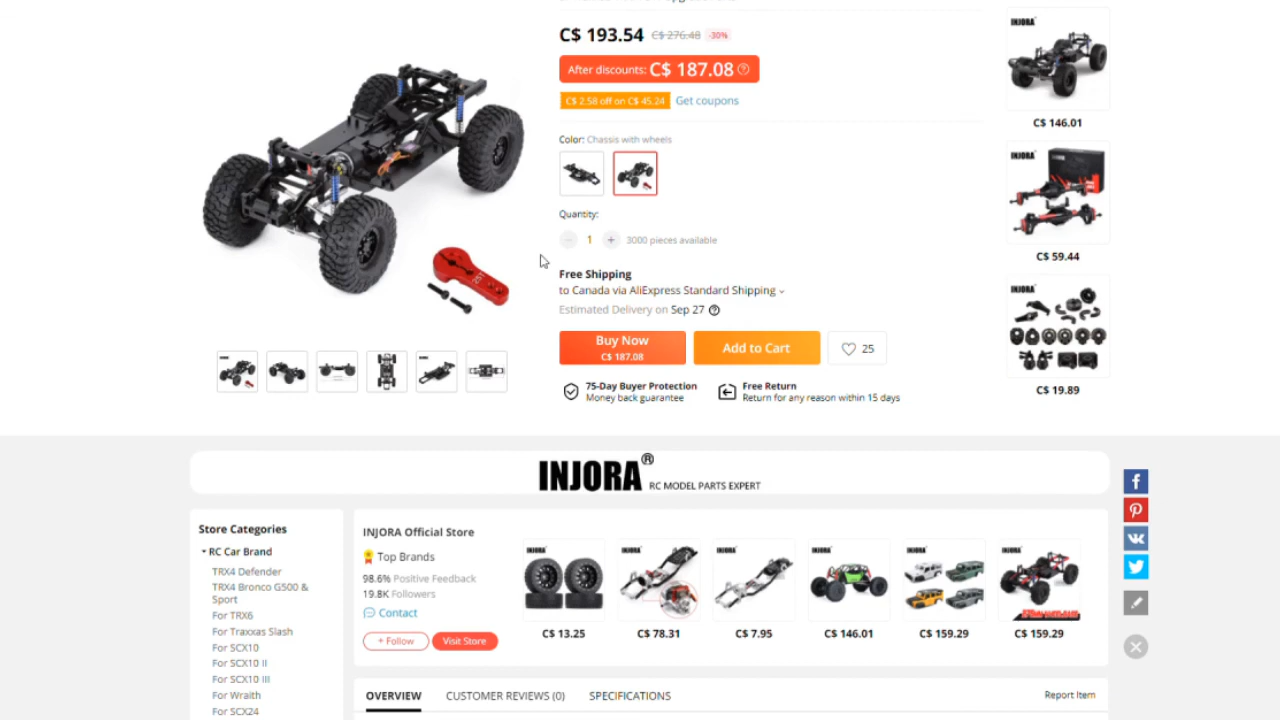 C$ 193.54 C$ 276.48 -30%
After discounts: C$ 187.08
C$ 2.58 off on C$ 45.24 Get coupons
Color: Chassis with wheels
Quantity:
1 3000 pieces available
Free Shipping
to Canada via AliExpress Standard Shipping
Estimated Delivery on Sep 27
Buy Now
C$ 187.08
Add to Cart
25
75-Day Buyer Protection
Money back guarantee
Free Return
Return for any reason within 15 days
25T
INJORA
C$ 146.01
INJORA
C$ 59.44
INJORA
C$ 19.89
INJORA® RC MODEL PARTS EXPERT
Store Categories
RC Car Brand
TRX4 Defender
TRX4 Bronco G500 &
Sport
For TRX6
For Traxxas Slash
For SCX10
For SCX10 II
For SCX10 III
For Wraith
For SCX24
INJORA Official Store
Top Brands
98.6% Positive Feedback
19.8K Followers
Contact
+ Follow
Visit Store
INJORA
C$ 13.25
INJORA
C$ 78.31
INJORA
C$ 7.95
INJORA
C$ 146.01
INJORA
C$ 159.29
INJORA
C$ 159.29
OVERVIEW CUSTOMER REVIEWS (0) SPECIFICATIONS Report Item